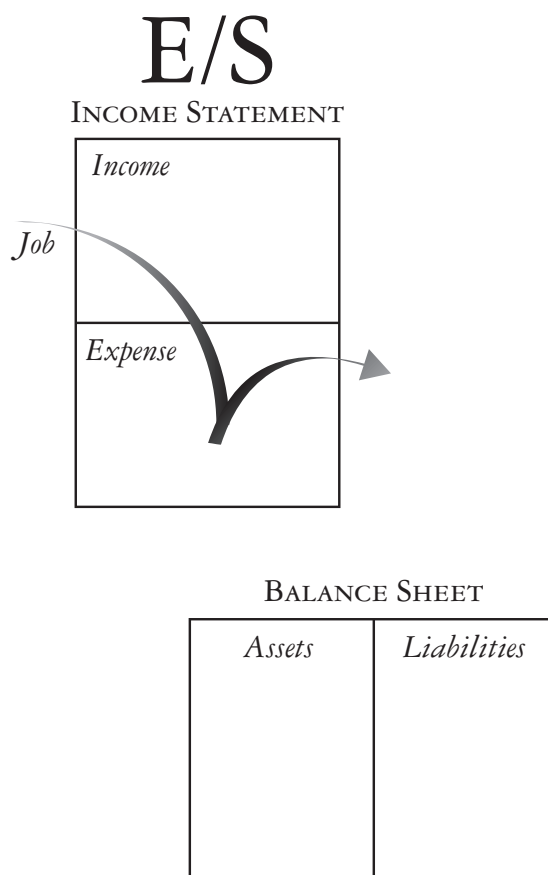 E/S
INCOME STATEMENT
Income
Job
Expense
BALANCE SHEET
Assets Liabilities